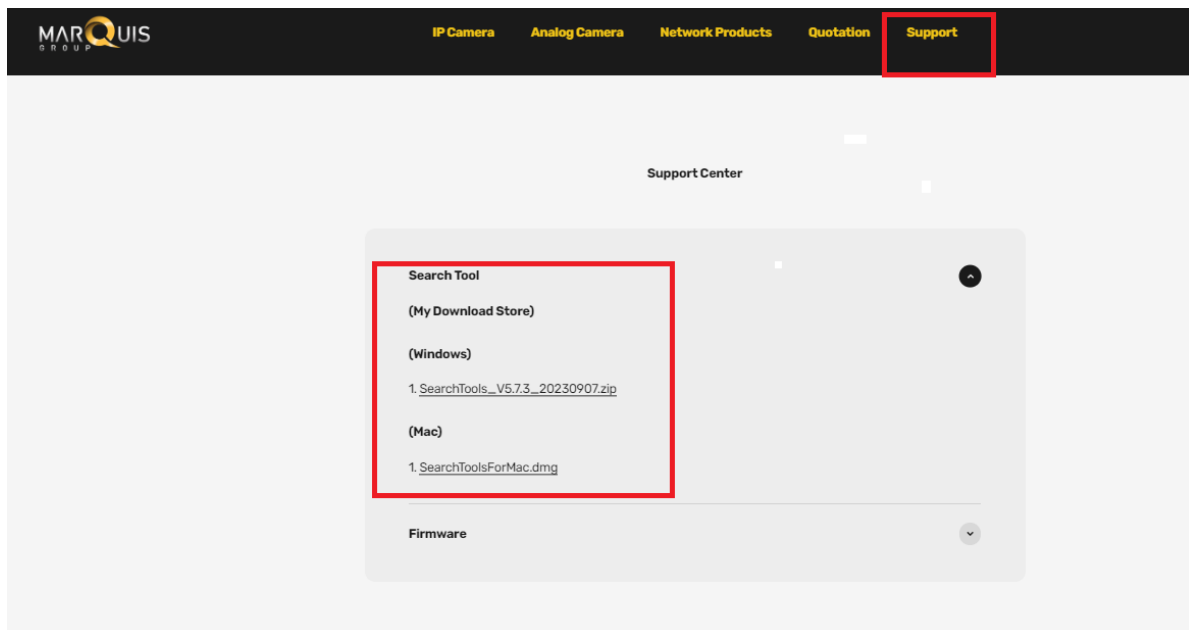 MARQUIS
GROUP
IP Camera Analog Camera Network Products Quotation Support
Support Center
Search Tool
(My Download Store)
(Windows)
1. SearchTools_V5.7.3_20230907.zip
(Mac)
1. SearchToolsForMac.dmg
Firmware